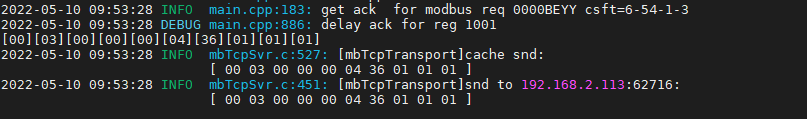 2022-05-10 09:53:28 INFO  main.cpp:183: get ack  for modbus req 0000BEYY csft=6-54-1-3
2022-05-10 09:53:28 DEBUG main.cpp:886: delay ack for reg 1001
[00][03][00][00][00][04][36][01][01][01]
2022-05-10 09:53:28 INFO  mbTcpSvr.c:527: [mbTcpTransport]cache snd:
[ 00 03 00 00 00 04 36 01 01 01 ]
2022-05-10 09:53:28 INFO  mbTcpSvr.c:451: [mbTcpTransport]snd to 192.168.2.113:62716:
[ 00 03 00 00 00 04 36 01 01 01 ]